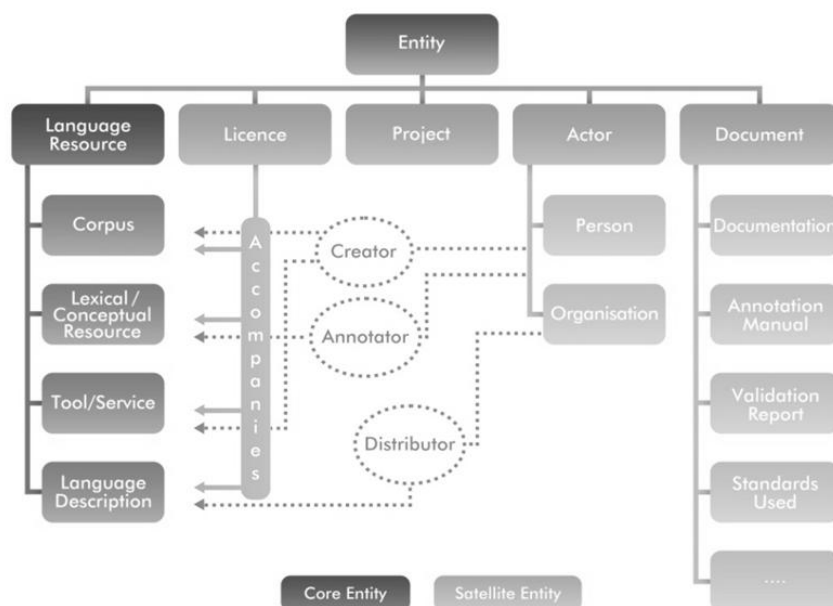 Entity
Language
Resource
Licence
Project
Actor
Document
Corpus
Lexical /
Conceptual
Resource
Tool/Service
Language
Description
Accompanies
Creator
Annotator
Distributor
Person
Organisation
Documentation
Annotation
Manual
Validation
Report
Standards
Used
....
Core Entity
Satellite Entity